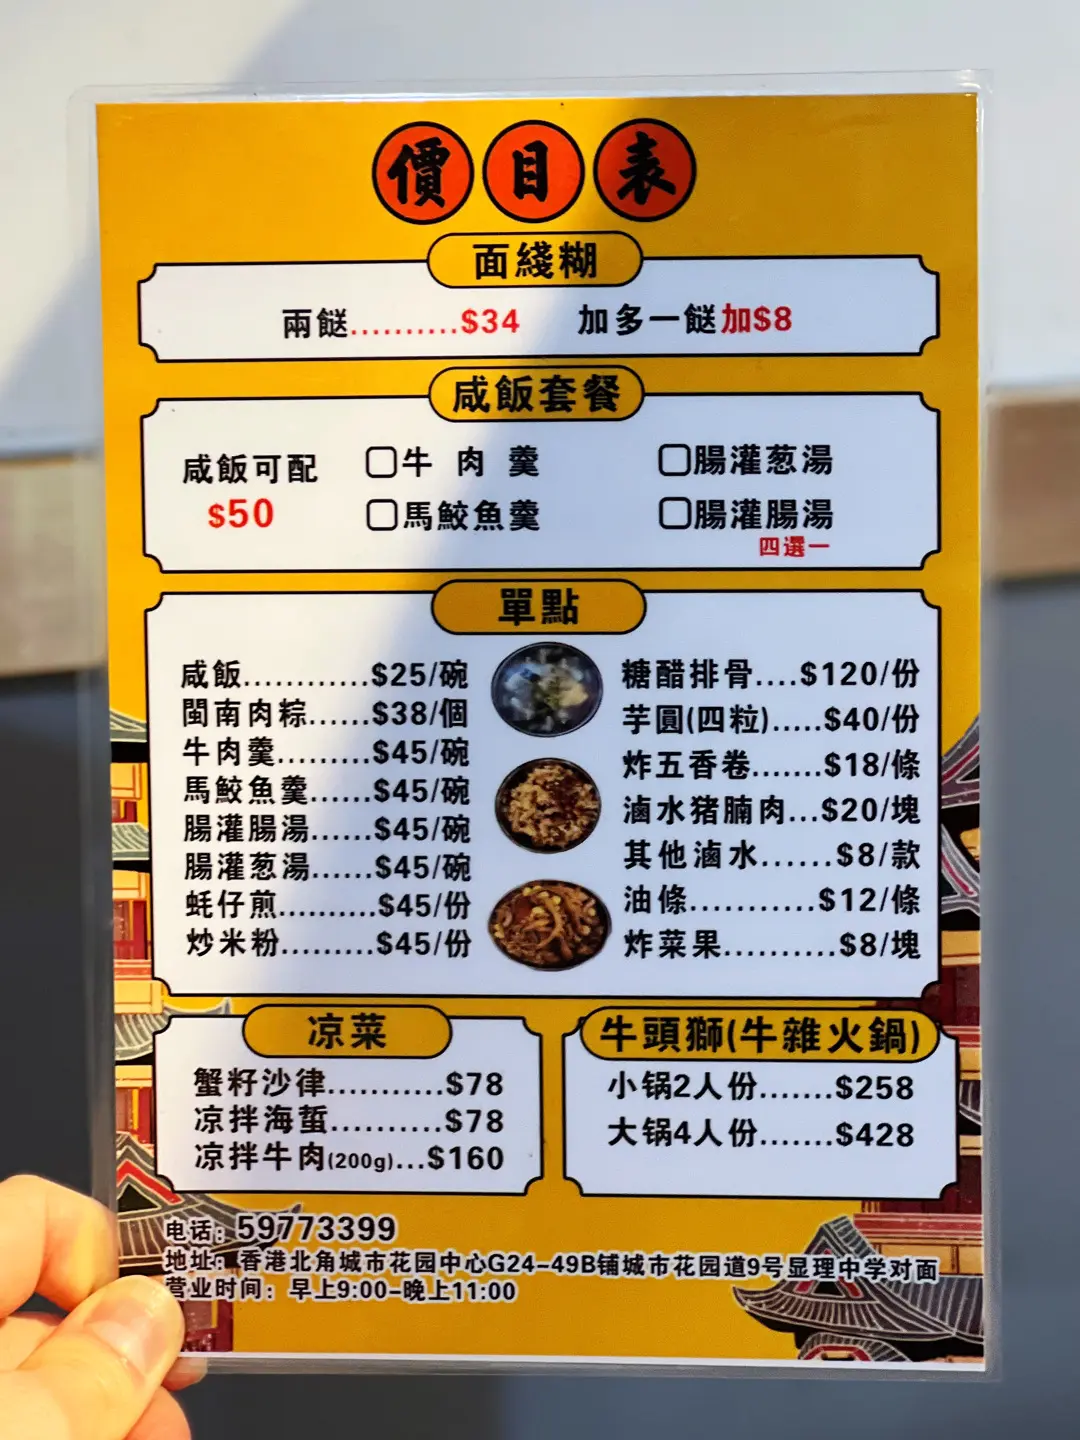 價目表
面綫糊
兩餸..........$34 加多一餸加$8
咸飯套餐
咸飯可配 $50
□牛肉羹 □腸灌葱湯
□馬鮫魚羹 □腸灌腸湯
四選一
單點
咸飯............$25/碗
閩南肉粽......$38/個
牛肉羹.........$45/碗
馬鮫魚羹......$45/碗
腸灌腸湯......$45/碗
腸灌葱湯......$45/碗
蚝仔煎..........$45/份
炒米粉..........$45/份
糖醋排骨....$120/份
芋圓(四粒).....$40/份
炸五香卷.......$18/條
滷水猪腩肉...$20/塊
其他滷水......$8/款
油條...........$12/條
炸菜果..........$8/塊
凉菜
蟹籽沙律...........$78
凉拌海蜇..........$78
凉拌牛肉(200g)...$160
牛頭獅(牛雜火鍋)
小锅2人份.......$258
大锅4人份.......$428
电话：59773399
地址：香港北角城市花园中心G24-49B铺城市花园道9号显理中学对面
营业时间：早上9:00-晚上11:00